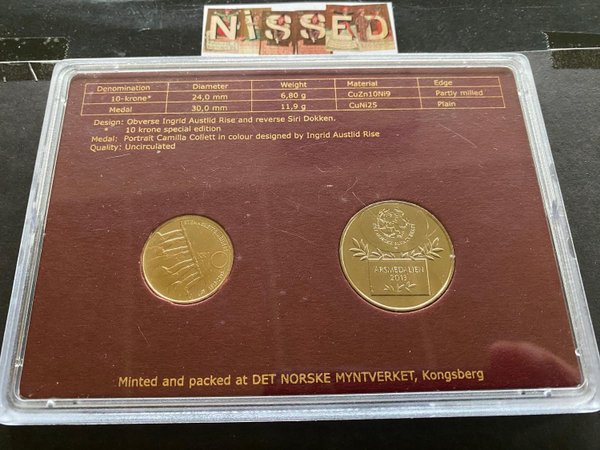 NiSSED
Denomination Diameter Weight Material Edge
10-krone* 24,0 mm 6,80 g CuZn10Ni9 Partly milled
Medal 30,0 mm 11,9 g CuNi25 Plain
Design: Obverse Ingrid Austlid Rise and reverse Siri Dokken.
* 10 krone special edition
Medal: Portrait Camilla Collett in colour designed by Ingrid Austlid Rise
Quality: Uncirculated
ÅRSMEDALJEN
2013
Minted and packed at DET NORSKE MYNTVERKET, Kongsberg